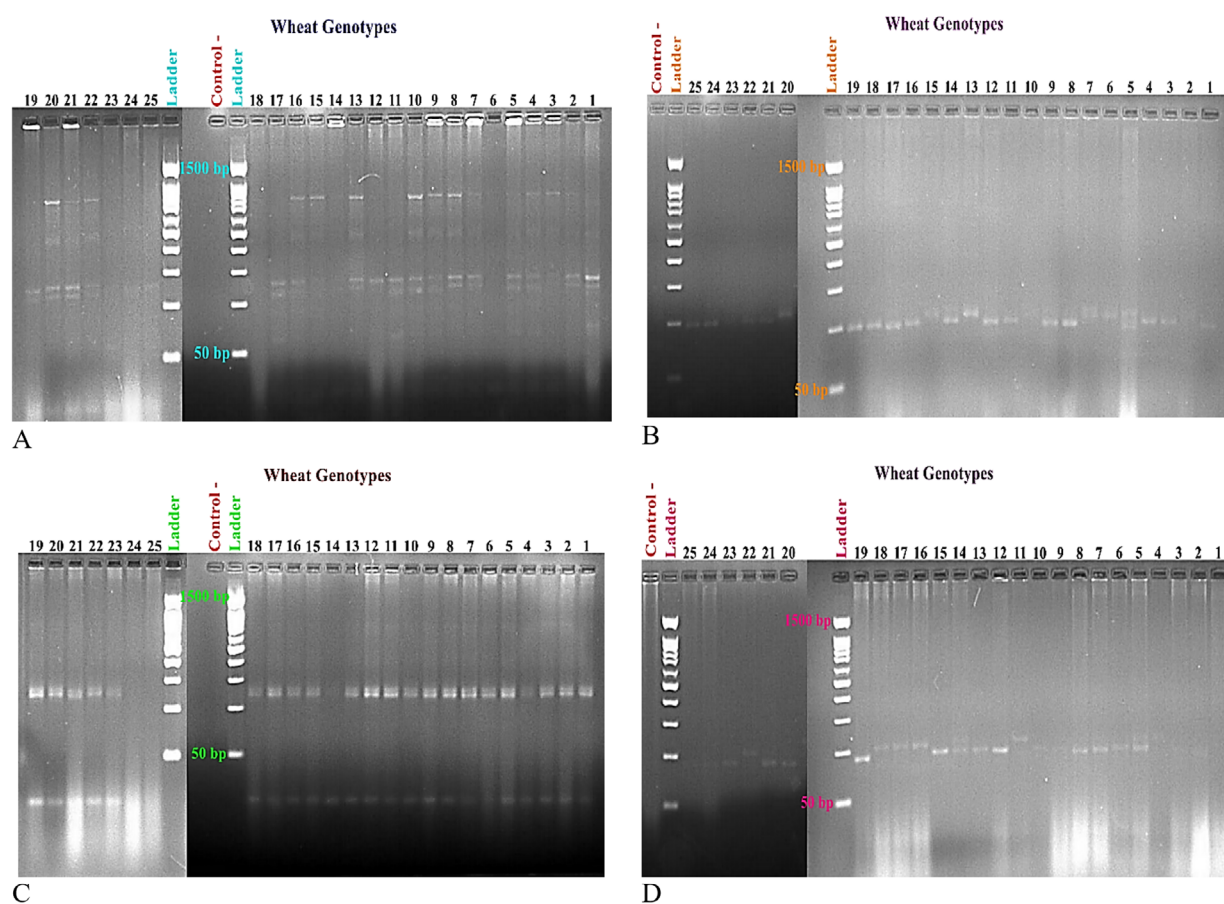 Wheat Genotypes
19 20 21 22 23 24 25 Ladder Control - Ladder 18 17 16 15 14 13 12 11 10 9 8 7 6 5 4 3 2 1
1500 bp
50 bp
A
Wheat Genotypes
Control - Ladder 25 24 23 22 21 20 Ladder 19 18 17 16 15 14 13 12 11 10 9 8 7 6 5 4 3 2 1
1500 bp
50 bp
B
Wheat Genotypes
19 20 21 22 23 24 25 Ladder Control - Ladder 18 17 16 15 14 13 12 11 10 9 8 7 6 5 4 3 2 1
1500 bp
50 bp
C
Wheat Genotypes
Control - Ladder 25 24 23 22 21 20 Ladder 19 18 17 16 15 14 13 12 11 10 9 8 7 6 5 4 3 2 1
1500 bp
50 bp
D